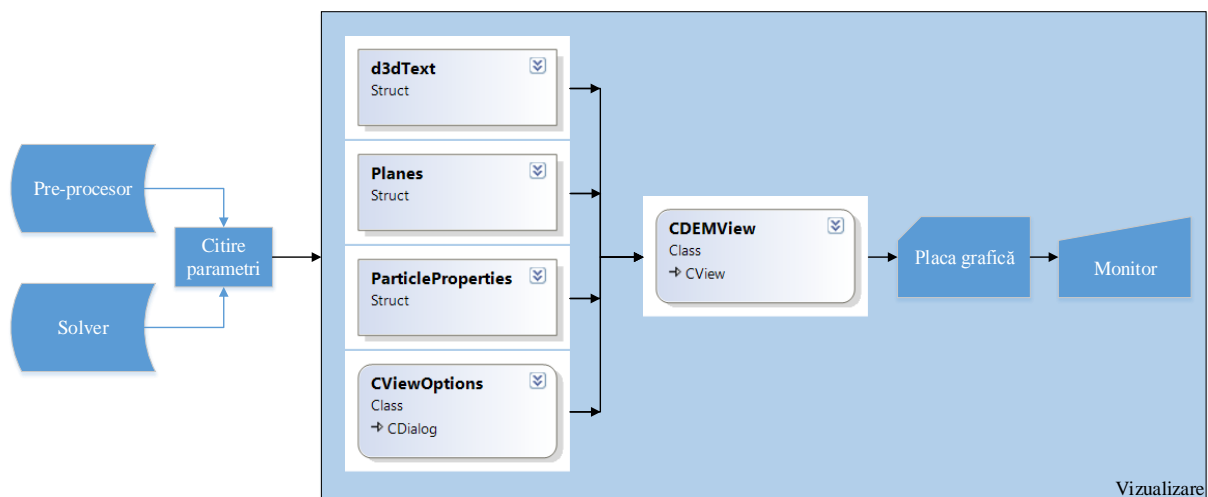 Pre-procesor
Solver
Citire
parametri
d3dText
Struct
Planes
Struct
ParticleProperties
Struct
CViewOptions
Class
CDialog
CDEMView
Class
CView
Placa grafică
Monitor
Vizualizare